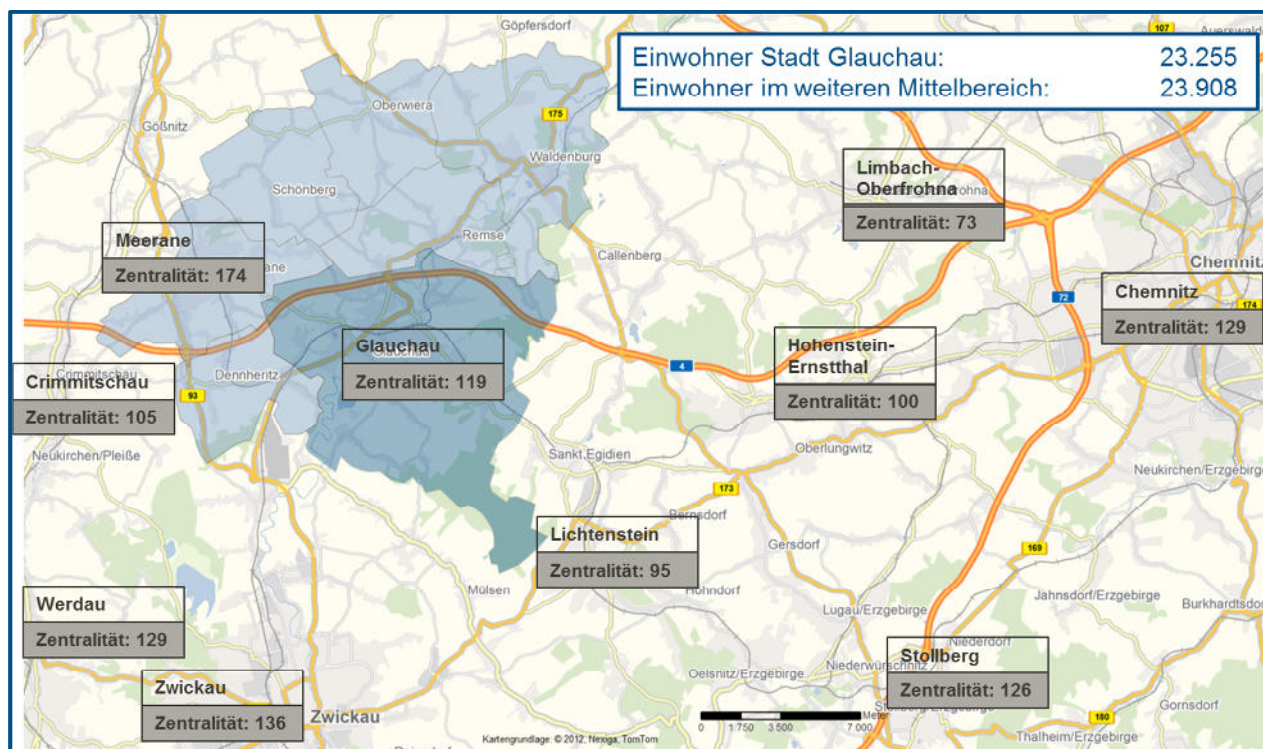 Göpfersdorf
107
Auerswalde
Einwohner Stadt Glauchau: 23.255
Einwohner im weiteren Mittelbereich: 23.908
Oberwiera
175
Gößnitz
Waldenburg
Limbach-
Oberfrohna
Zentralität: 73
Schönberg
Meerane
Zentralität: 174
Remse
Callenberg
Chemnitz
72
174
Chemnitz
Zentralität: 129
Glauchau
Zentralität: 119
Hohenstein-
Ernstthal
Zentralität: 100
4
Crimmitschau
Dennheritz
Crimmitschau
Zentralität: 105
93
Neukirchen/Pleiße
Sankt Egidien
Oberlungwitz
Neukirchen/Erzgebirge
173
Bernsdorf
Lichtenstein
Zentralität: 95
Gersdorf
169
Mülsen
Hohndorf
Werdau
Zentralität: 129
Lugau/Erzgebirge
Jahnsdorf/Erzgebirge
Burkhardtsdorf
Niederdorf
Stollberg
Zentralität: 126
Niederwürschnitz
Oelsnitz/Erzgebirge
Zwickau
Zentralität: 136
Zwickau
Stollberg/Erzgebirge
Gornsdorf
Meter
0 1 750 3 500 7 000
180
Thalheim/Erzgebirge
Kartengrundlage: © 2012, Nexiga, TomTom